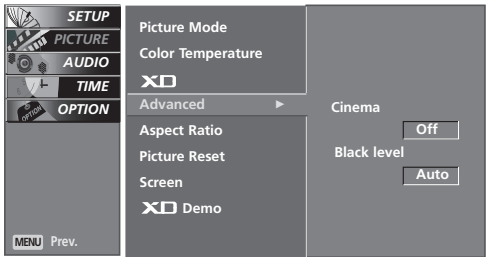 SETUP
PICTURE
AUDIO
TIME
OPTION
OPTION
MENU Prev.
Picture Mode
Color Temperature
XD
Advanced ►
Aspect Ratio
Picture Reset
Screen
XD Demo
Cinema
Off
Black level
Auto